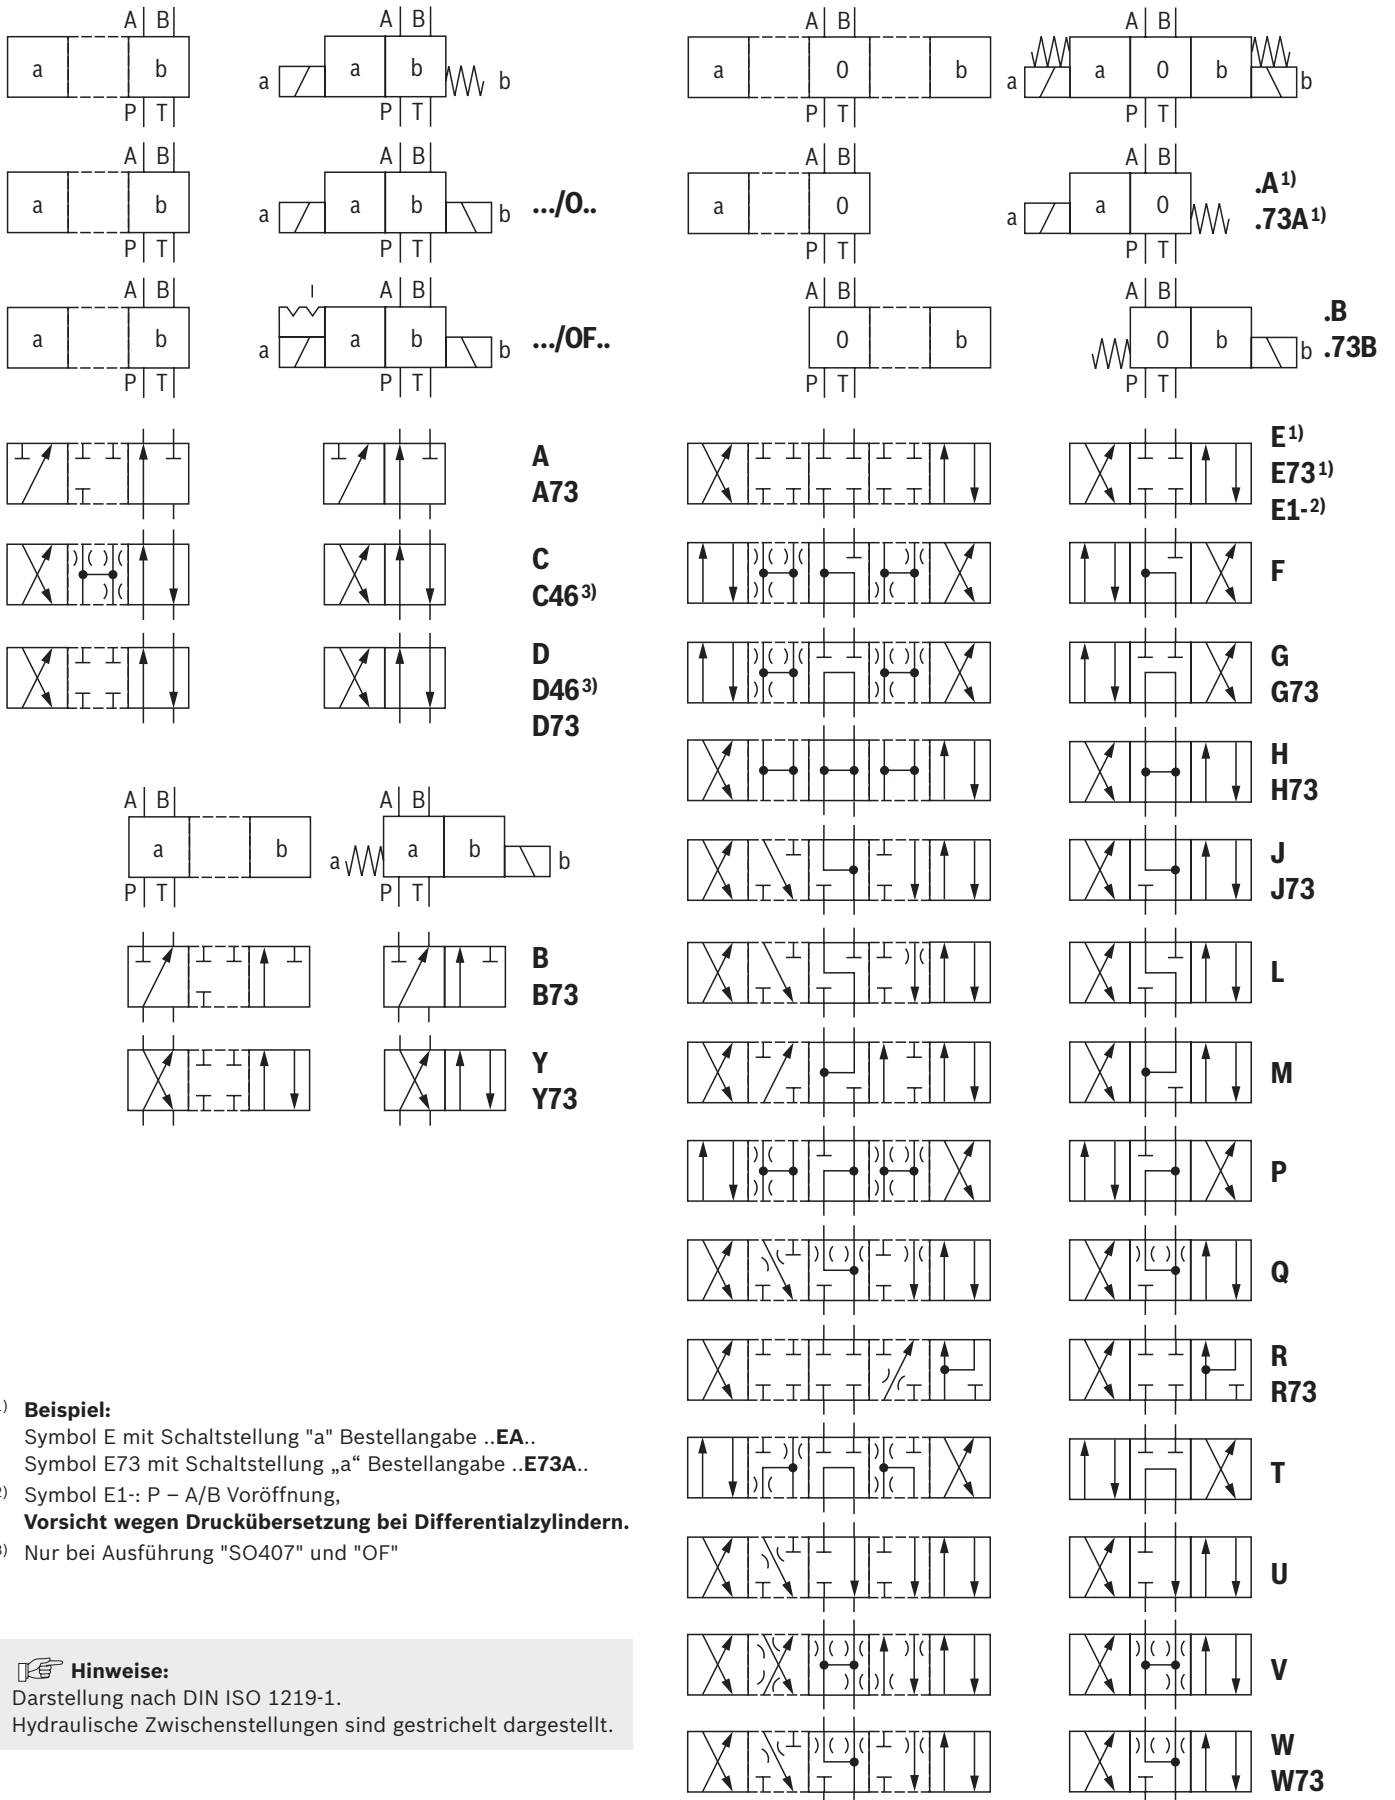 A B
a b
P T
A B
a a b b
P T
A B
a b
P T
A B
a a b b .../O..
P T
A B
a b
P T
A B
a a b b .../OF..
P T
A
A73
C
C46 3)
D
D46 3)
D73
A B
a b
P T
A B
a a b b
P T
B
B73
Y
Y73
A B
a 0 b
P T
A B
a a 0 b b
P T
A B
a 0
P T
A B
a a 0
P T
.A 1)
.73A 1)
A B
0 b
P T
A B
0 b b
P T
.B
.73B
E 1)
E73 1)
E1- 2)
F
G
G73
H
H73
J
J73
L
M
P
Q
R
R73
T
U
V
W
W73
1) Beispiel:
Symbol E mit Schaltstellung "a" Bestellangabe ..EA..
Symbol E73 mit Schaltstellung „a“ Bestellangabe ..E73A..
2) Symbol E1-: P – A/B Voröffnung,
Vorsicht wegen Druckübersetzung bei Differentialzylindern.
3) Nur bei Ausführung "SO407" und "OF"
Hinweise:
Darstellung nach DIN ISO 1219-1.
Hydraulische Zwischenstellungen sind gestrichelt dargestellt.